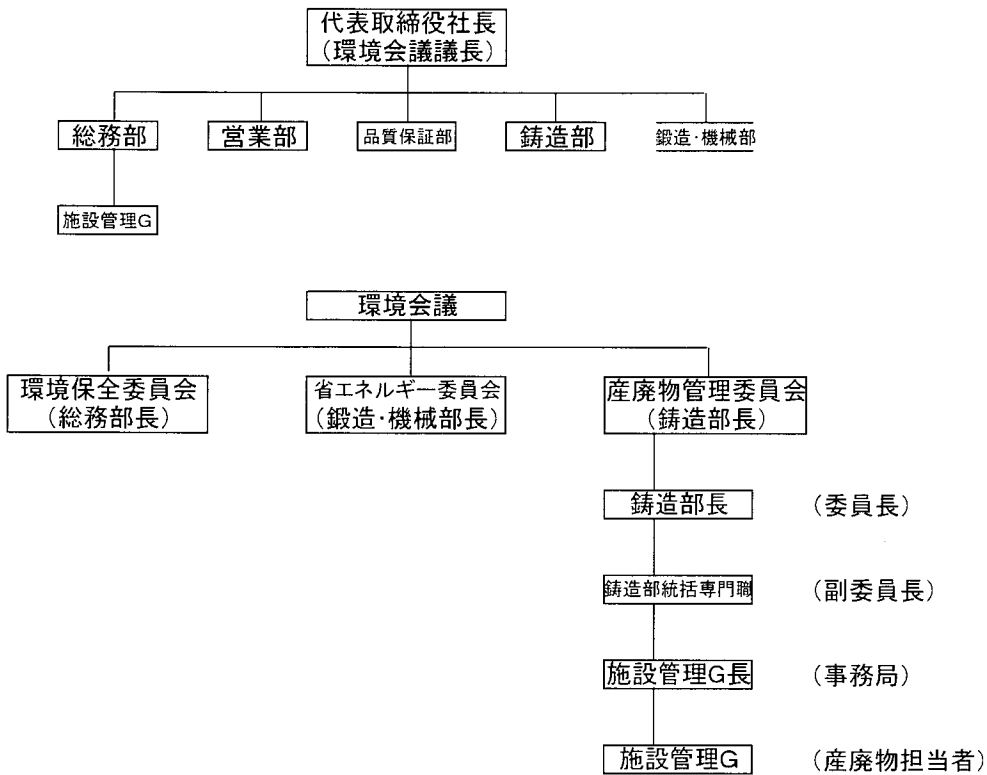 代表取締役社長
(環境会議議長)
総務部
営業部
品質保証部
鋳造部
鍛造・機械部
施設管理G
環境会議
環境保全委員会
(総務部長)
省エネルギー委員会
(鍛造・機械部長)
産廃物管理委員会
(鋳造部長)
鋳造部長
(委員長)
鋳造部統括専門職
(副委員長)
施設管理G長
(事務局)
施設管理G
(産廃物担当者)